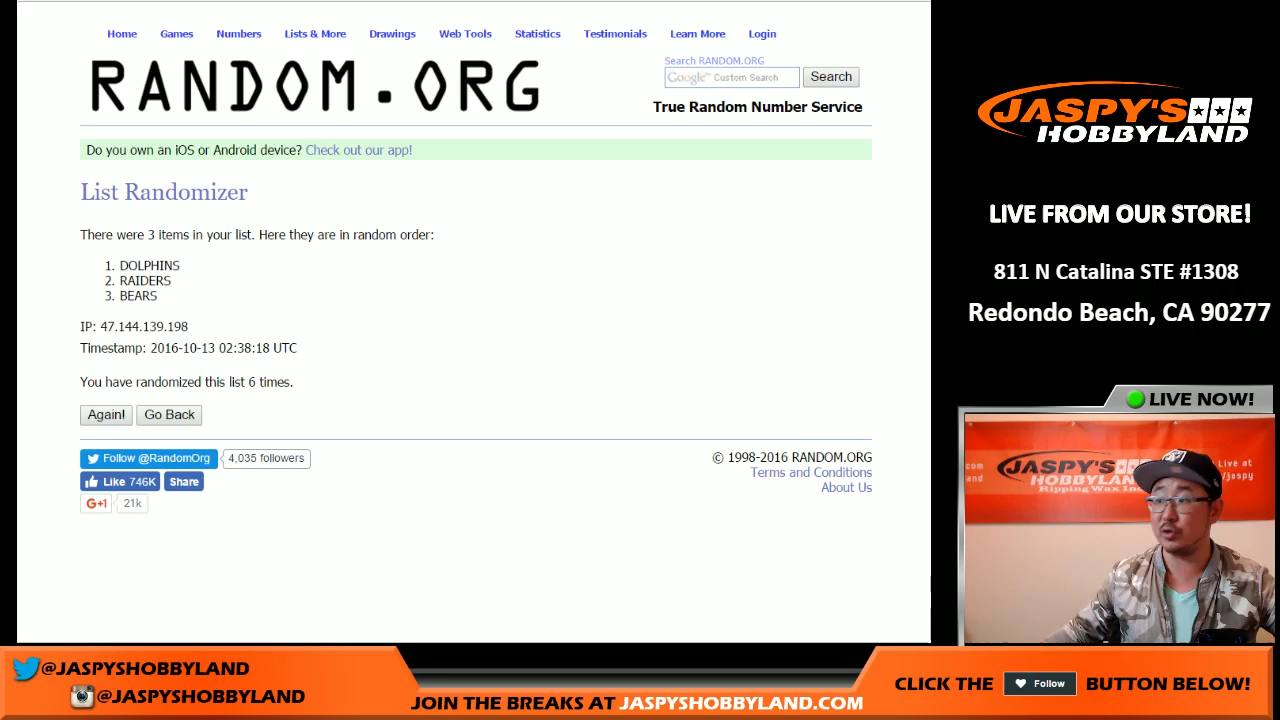 Home Games Numbers Lists & More Drawings Web Tools Statistics Testimonials Learn More Login
RANDOM.ORG
Search RANDOM.ORG
Google™ Custom Search Search
True Random Number Service
Do you own an iOS or Android device? Check out our app!
List Randomizer
There were 3 items in your list. Here they are in random order:
1. DOLPHINS
2. RAIDERS
3. BEARS
IP: 47.144.139.198
Timestamp: 2016-10-13 02:38:18 UTC
You have randomized this list 6 times.
Again! Go Back
Follow @RandomOrg 4,035 followers
Like 746K Share
G+1 21k
© 1998-2016 RANDOM.ORG
Terms and Conditions
About Us
JASPY'S
HOBBYLAND
LIVE FROM OUR STORE!
811 N Catalina STE #1308
Redondo Beach, CA 90277
LIVE NOW!
.com
and
JASPY'S
HOBBYLAND
Ripping Wax
Live at
/jaspy
@JASPYSHOBBYLAND
@JASPYSHOBBYLAND
JOIN THE BREAKS AT JASPYSHOBBYLAND.COM
CLICK THE Follow BUTTON BELOW!